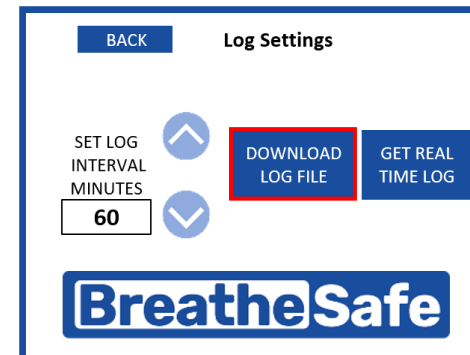 BACK
Log Settings
SET LOG
INTERVAL
MINUTES
60
DOWNLOAD
LOG FILE
GET REAL
TIME LOG
BreatheSafe